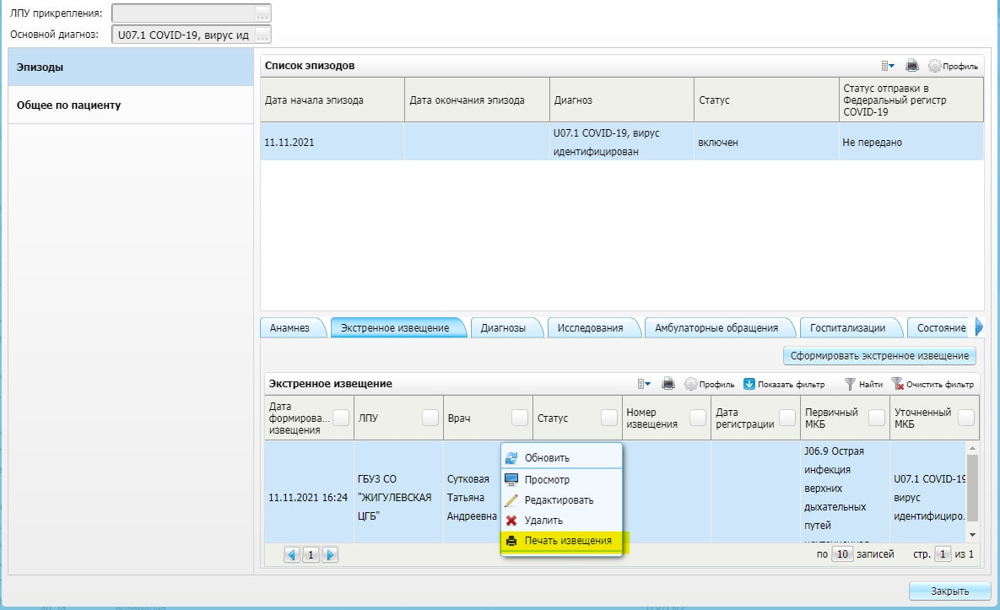 ЛПУ прикрепления:
...
Основной диагноз:
U07.1 COVID-19, вирус ид
...
Эпизоды
Общее по пациенту
Список эпизодов
Профиль
Дата начала эпизода
Дата окончания эпизода
Диагноз
Статус
Статус отправки в
Федеральный регистр
COVID-19
11.11.2021
U07.1 COVID-19, вирус
идентифицирован
включен
Не передано
Анамнез
Экстренное извещение
Диагнозы
Исследования
Амбулаторные обращения
Госпитализации
Состояние
Сформировать экстренное извещение
Экстренное извещение
Профиль
Показать фильтр
Найти
Очистить фильтр
Дата
формирова...
извещения
ЛПУ
Врач
Статус
Номер
извещения
Дата
регистрации
Первичный
МКБ
Уточненный
МКБ
11.11.2021 16:24
ГБУЗ СО
"ЖИГУЛЕВСКАЯ
ЦГБ"
Сутковая
Татьяна
Андреевна
J06.9 Острая
инфекция
верхних
дыхательных
путей
U07.1 COVID-19
вирус
идентифициро.
Обновить
Просмотр
Редактировать
Удалить
Печать извещения
1
по 10 записей
стр. 1 из 1
Закрыть